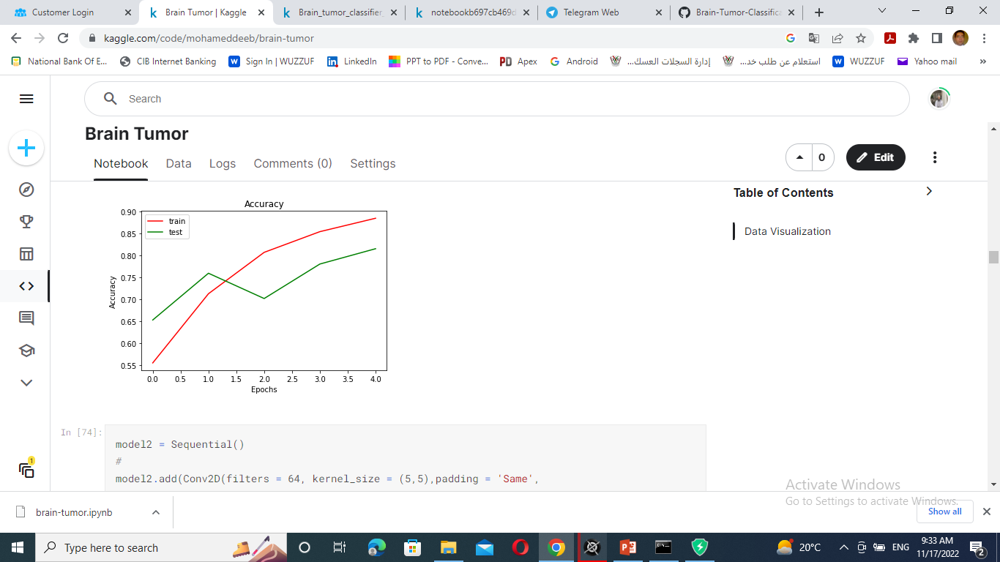 Customer Login
Brain Tumor | Kaggle
Brain_tumor_classifier_
notebookb697cb469d
Telegram Web
Brain-Tumor-Classifica
kaggle.com/code/mohameddeeb/brain-tumor
National Bank Of E...
CIB Internet Banking
Sign In | WUZZUF
LinkedIn
PPT to PDF - Conve...
Apex
Android
إدارة السجلات العسك...
استعلام عن طلب خد...
WUZZUF
Yahoo mail
»
Search
Brain Tumor
Notebook
Data
Logs
Comments (0)
Settings
0
Edit
Table of Contents
Data Visualization
Accuracy
train
test
0.90
0.85
0.80
0.75
0.70
0.65
0.60
0.55
Accuracy
0.0 0.5 1.0 1.5 2.0 2.5 3.0 3.5 4.0
Epochs
In [74]:
model2 = Sequential()
#
model2.add(Conv2D(filters = 64, kernel_size = (5,5),padding = 'Same',
1
Activate Windows
Go to Settings to activate Windows.
brain-tumor.ipynb
Show all
Type here to search
20°C
ENG
9:33 AM
11/17/2022
2